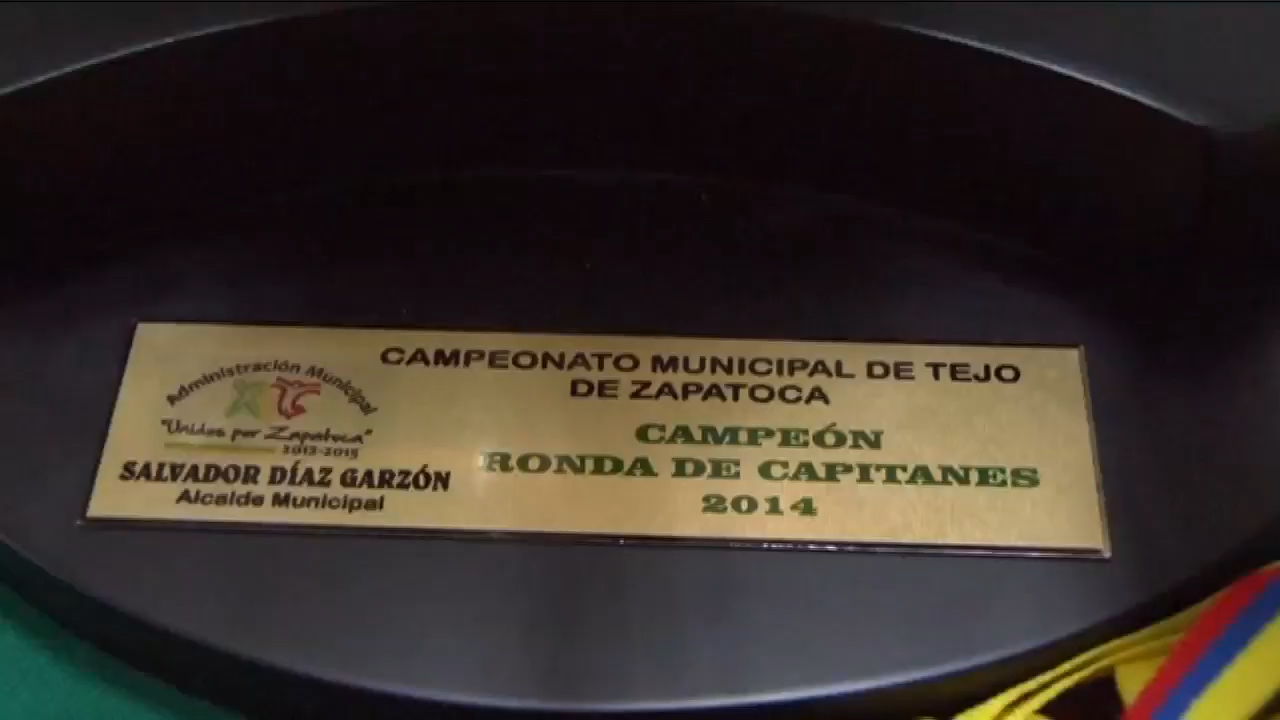 Administración Municipal
"Unidos por Zapatoca"
2012-2015
SALVADOR DÍAZ GARZÓN
Alcalde Municipal
CAMPEONATO MUNICIPAL DE TEJO
DE ZAPATOCA
CAMPEÓN
RONDA DE CAPITANES
2014